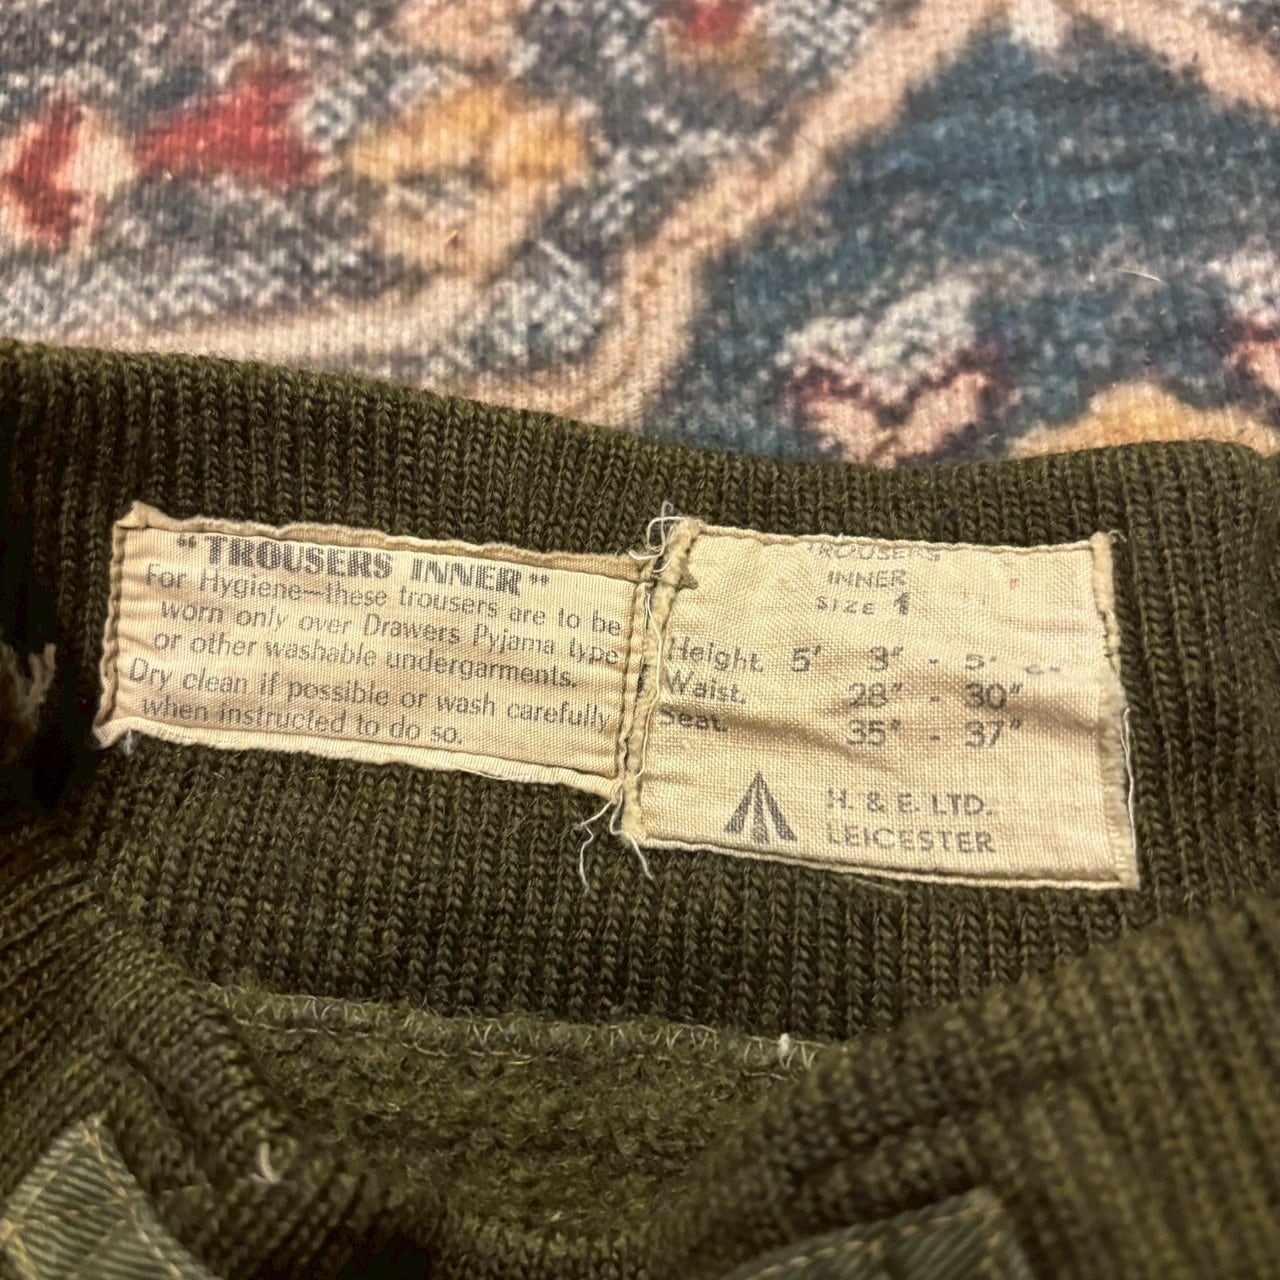 "TROUSERS INNER"
For Hygiene—these trousers are to be
worn only over Drawers Pyjama type
or other washable undergarments.
Dry clean if possible or wash carefully
when instructed to do so.
TROUSERS
INNER
SIZE 1
Height. 5' 3" - 5'
Waist. 28" - 30"
Seat. 35" - 37"
H. & E. LTD.
LEICESTER